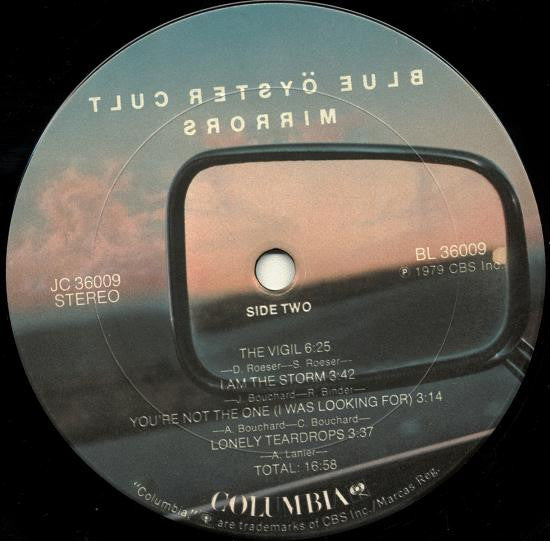 BLUE ÖYSTER CULT
MIRRORS
JC 36009
STEREO
BL 36009
Ⓟ 1979 CBS Inc.
SIDE TWO
THE VIGIL 6:25
—D. Roeser—S. Roeser—
I AM THE STORM 3:42
—J. Bouchard—R. Binder—
YOU'RE NOT THE ONE (I WAS LOOKING FOR) 3:14
—A. Bouchard—C. Bouchard—
LONELY TEARDROPS 3:37
—A. Lanier—
TOTAL: 16:58
COLUMBIA
"Columbia," are trademarks of CBS Inc./Marcas Reg.